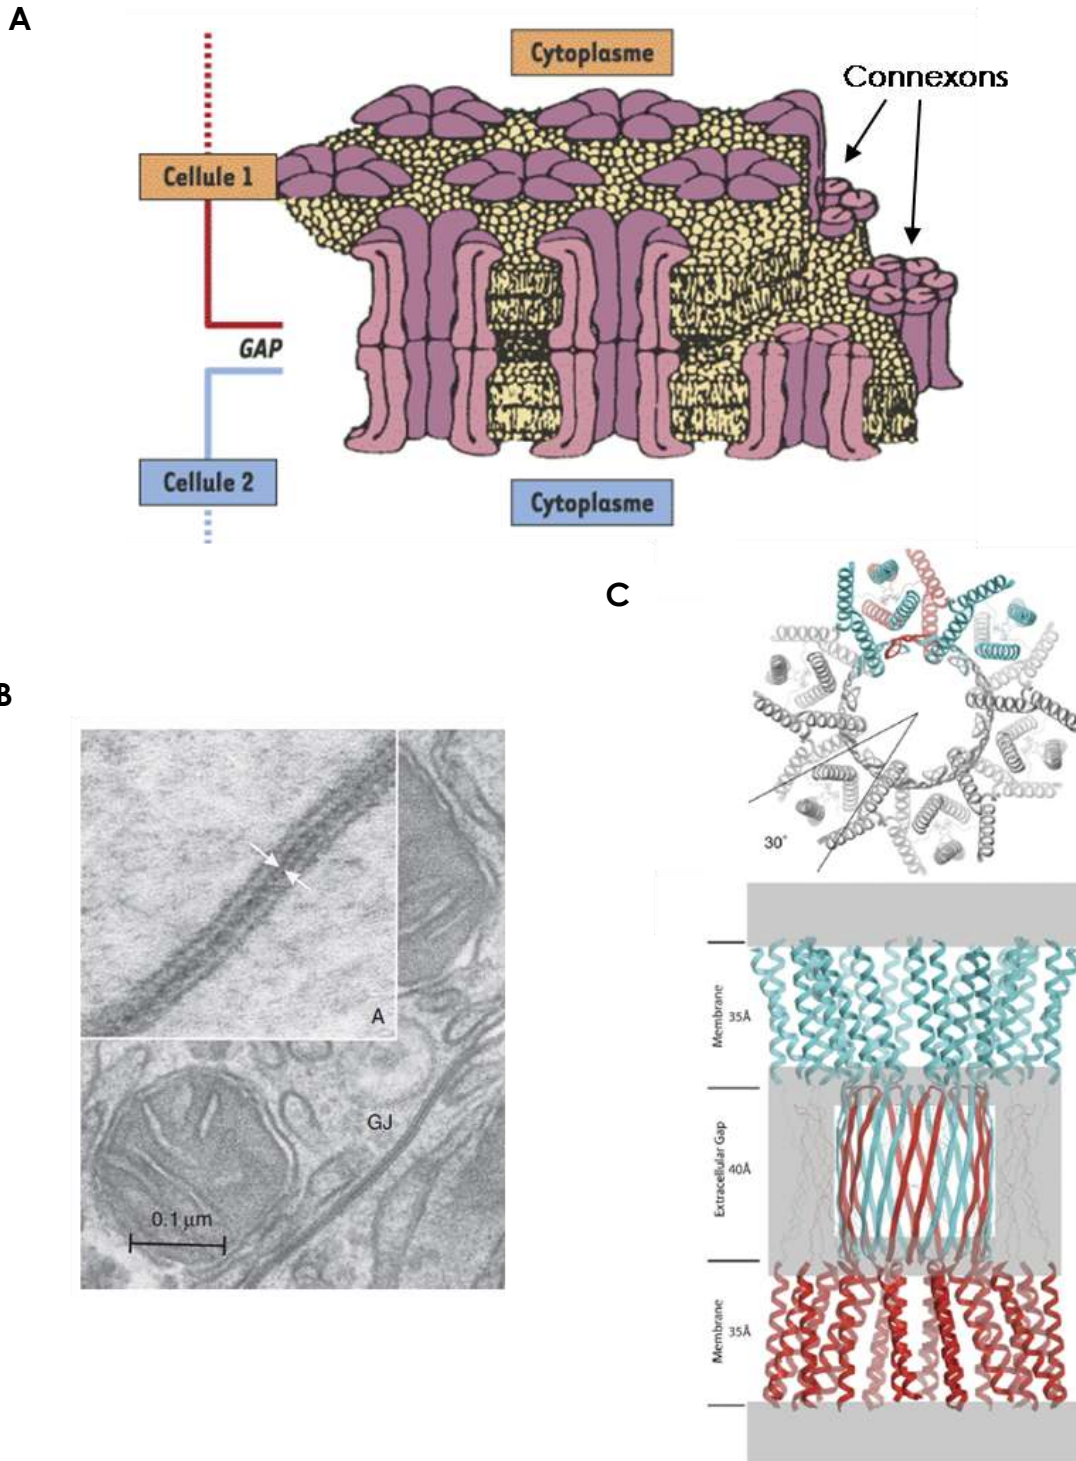 A
Cytoplasme
Connexons
Cellule 1
GAP
Cellule 2
Cytoplasme
C
B
A
GJ
0.1 μm
30°
Membrane
35Å
Extracellular Gap
40Å
Membrane
35Å